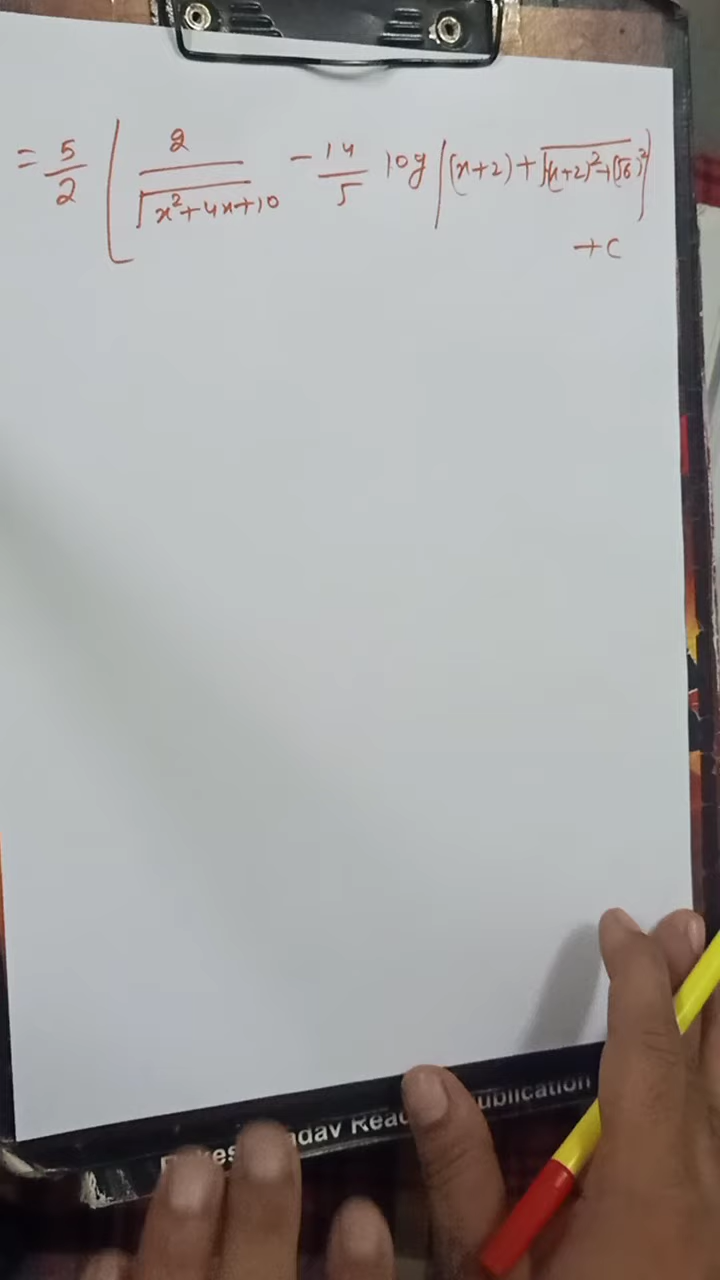 = 5/2 [ 2/√x²+4x+10 - 14/5 log |(x+2) + √(x+2)²+(√6)²|
+c
Publication